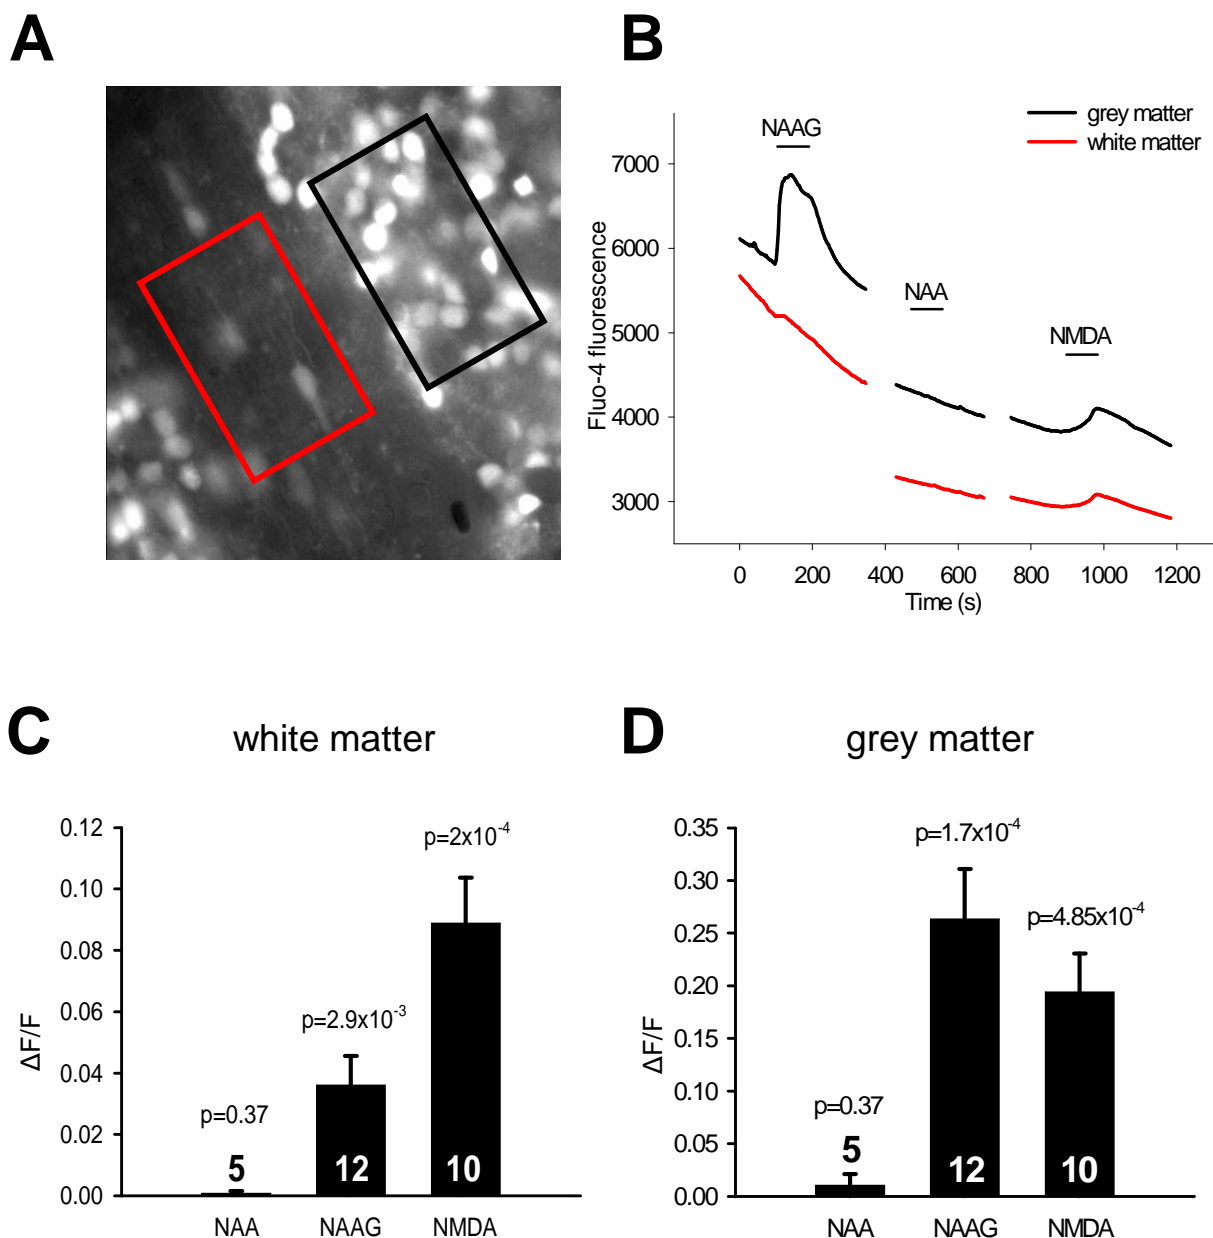 A
B
grey matter
white matter
NAAG
NAA
NMDA
7000
6000
5000
4000
3000
Fluo-4 fluorescence
0 200 400 600 800 1000 1200
Time (s)
C
white matter
0.12
0.10
0.08
0.06
0.04
0.02
0.00
ΔF/F
p=0.37
p=2.9x10⁻³
p=2x10⁻⁴
5
12
10
NAA NAAG NMDA
D
grey matter
0.35
0.30
0.25
0.20
0.15
0.10
0.05
0.00
ΔF/F
p=0.37
p=1.7x10⁻⁴
p=4.85x10⁻⁴
5
12
10
NAA NAAG NMDA